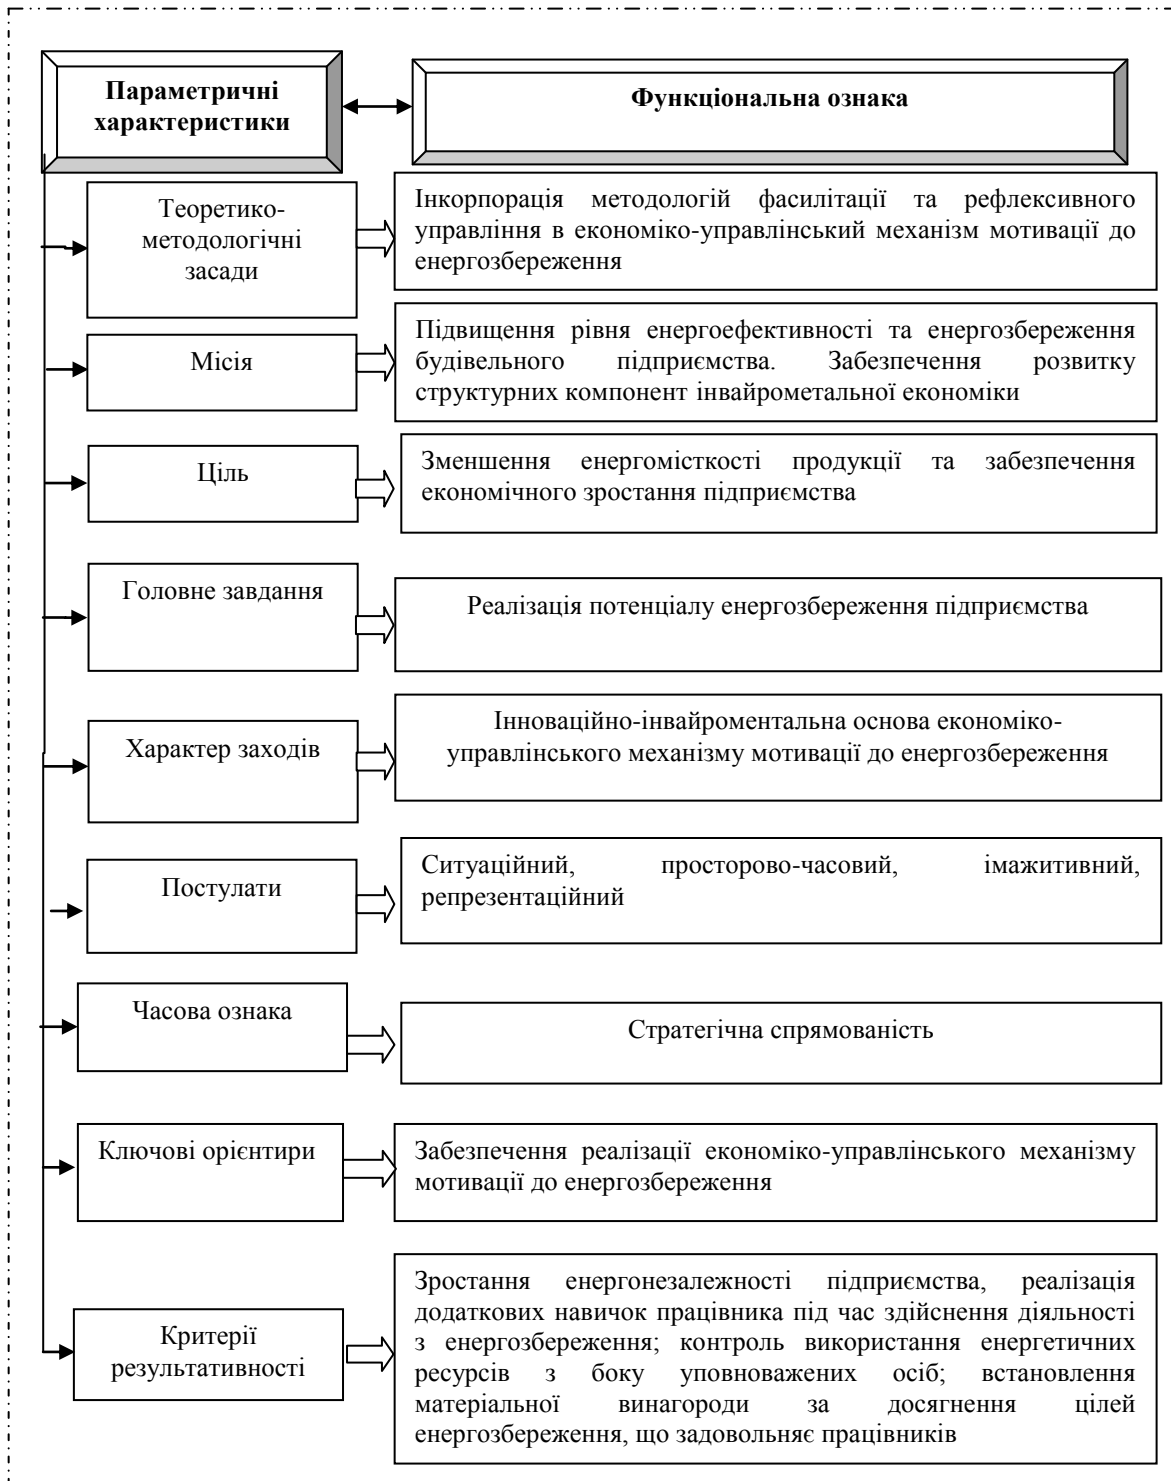 Параметричні
характеристики
Функціональна ознака
Теоретико-
методологічні
засади
Інкорпорація методологій фасилітації та рефлексивного
управління в економіко-управлінський механізм мотивації до
енергозбереження
Місія
Підвищення рівня енергоефективності та енергозбереження
будівельного підприємства. Забезпечення розвитку
структурних компонент інвайрометальної економіки
Ціль
Зменшення енергомісткості продукції та забезпечення
економічного зростання підприємства
Головне завдання
Реалізація потенціалу енергозбереження підприємства
Характер заходів
Інноваційно-інвайроментальна основа економіко-
управлінського механізму мотивації до енергозбереження
Постулати
Ситуаційний, просторово-часовий, імажитивний,
репрезентаційний
Часова ознака
Стратегічна спрямованість
Ключові орієнтири
Забезпечення реалізації економіко-управлінського механізму
мотивації до енергозбереження
Критерії
результативності
Зростання енергонезалежності підприємства, реалізація
додаткових навичок працівника під час здійснення діяльності
з енергозбереження; контроль використання енергетичних
ресурсів з боку уповноважених осіб; встановлення
матеріальної винагороди за досягнення цілей
енергозбереження, що задовольняє працівників